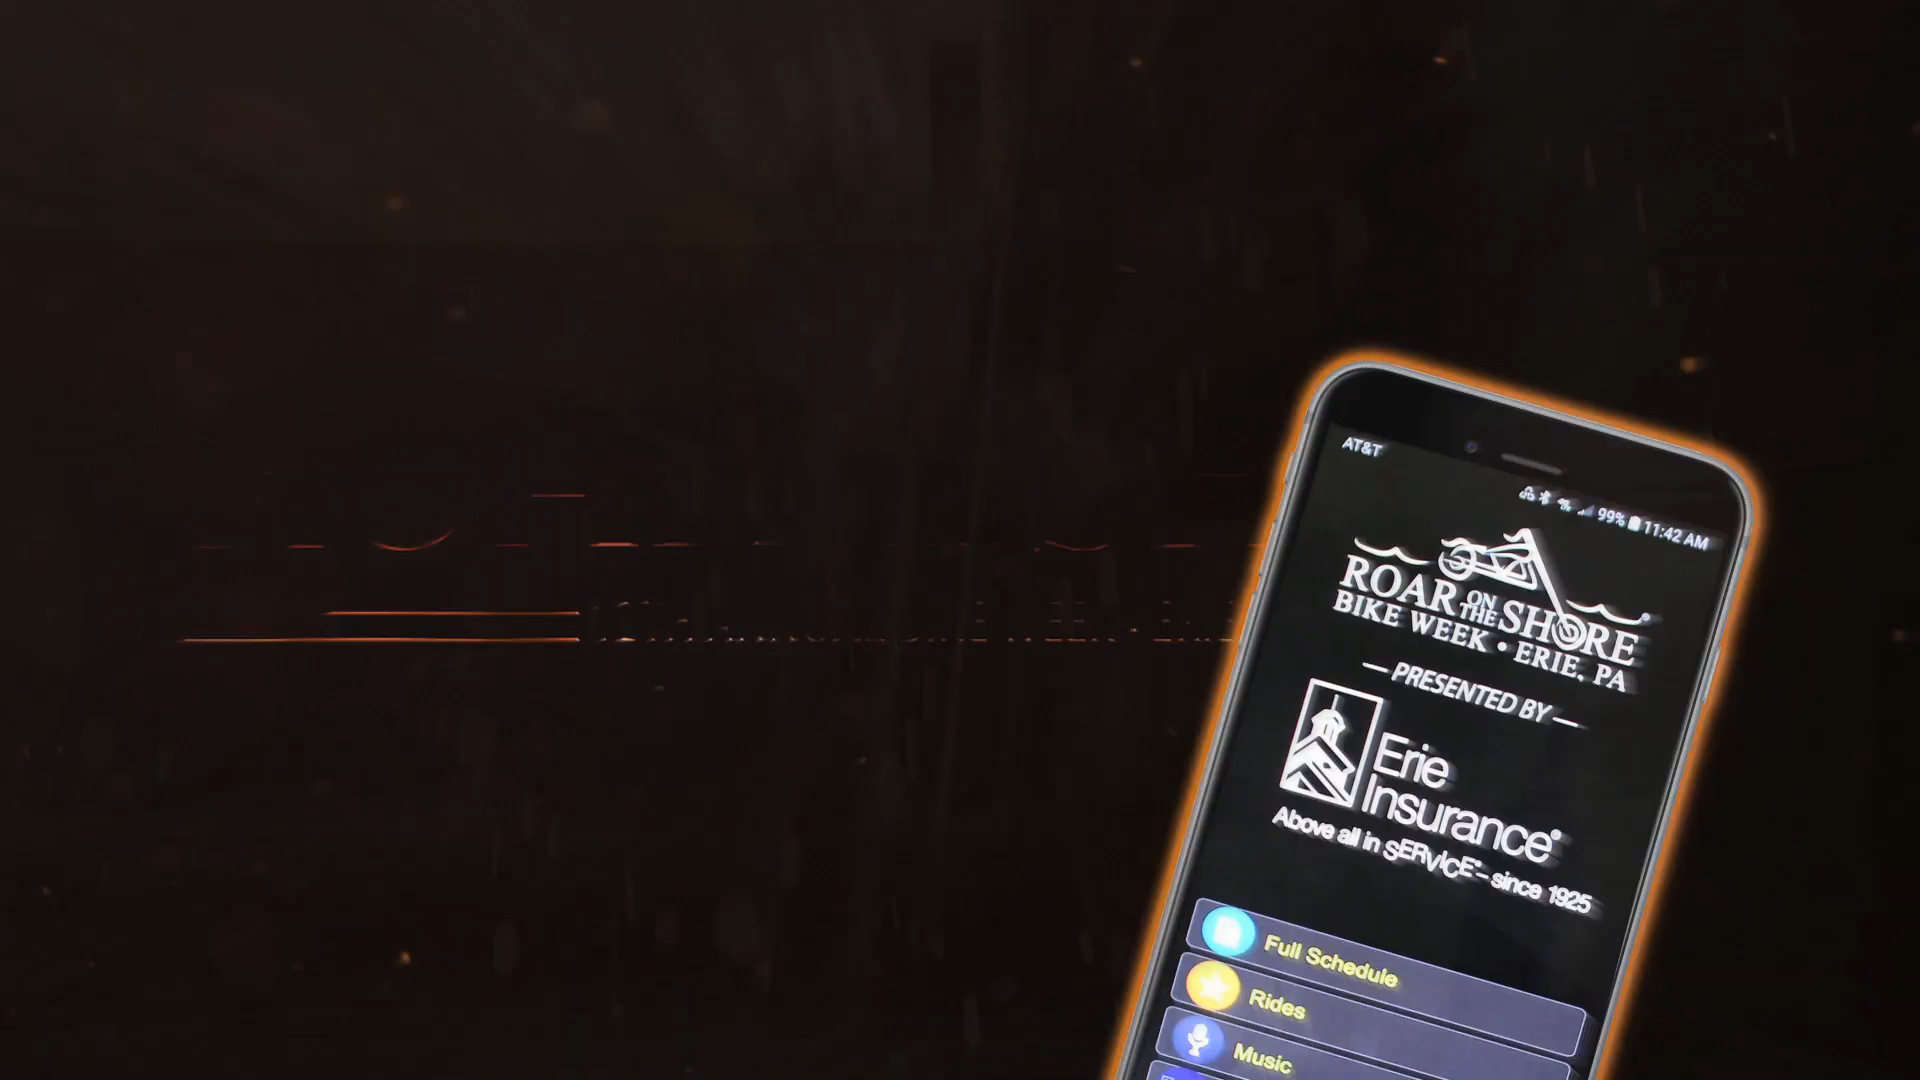 AT&T
99% 11:42 AM
ROAR ON THE SHORE
BIKE WEEK • ERIE, PA
— PRESENTED BY —
Erie
Insurance®
Above all in SERVICE® – since 1925
Full Schedule
Rides
Music